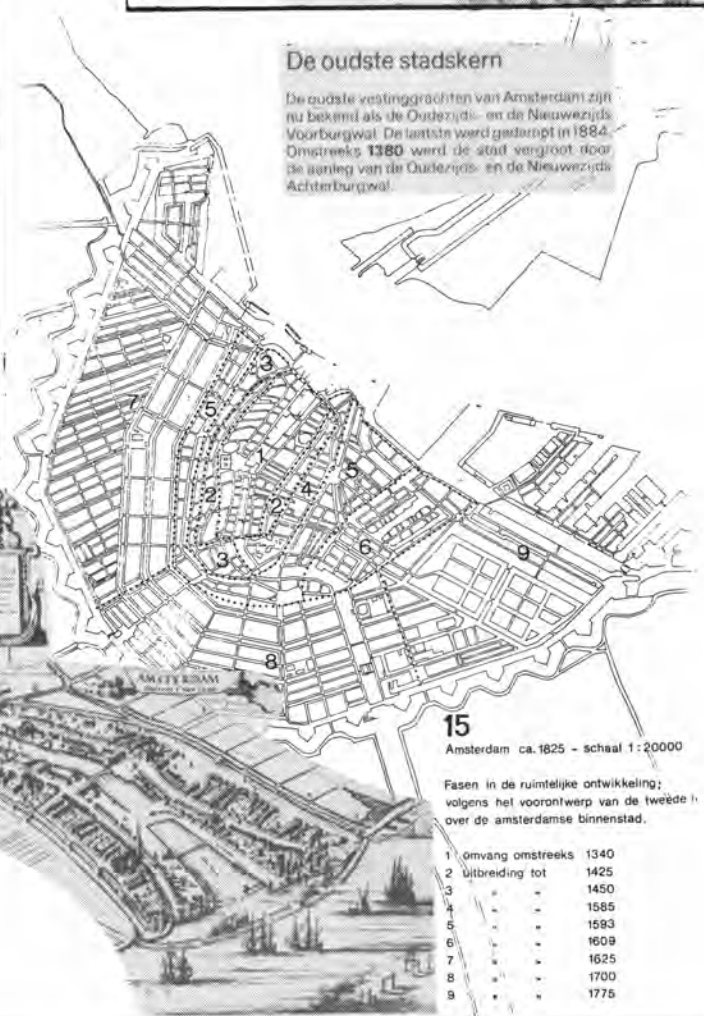 De oudste stadskern
De oudste vestinggrachten van Amsterdam zijn
nu bekend als de Oudezijds- en de Nieuwezijds
Voorburgwal. De laatste werd gedempt in 1884.
Omstreeks 1380 werd de stad vergroot door
de aanleg van de Oudezijds- en de Nieuwezijds
Achterburgwal.
3
7
5
1
5
2
4
2
6
3
9
8
AMSTERDAM
15
Amsterdam ca. 1825 - schaal 1:20000
Fasen in de ruimtelijke ontwikkeling;
volgens het voorontwerp van de tweede
over de amsterdamse binnenstad.
1 omvang omstreeks 1340
2 uitbreiding tot 1425
3 " " 1450
4 " " 1585
5 " " 1593
6 " " 1609
7 " " 1625
8 " " 1700
9 " " 1775